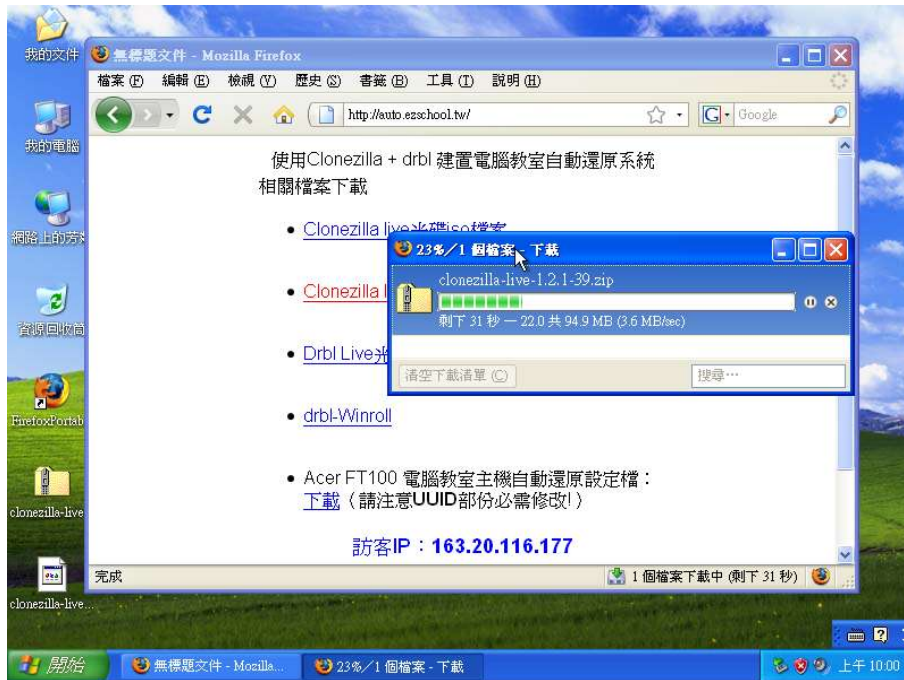 我的文件
我的電腦
網路上的芳
資源回收筒
FirefoxPortab
clonezilla-live
clonezilla-live...
無標題文件 - Mozilla Firefox
檔案(F) 編輯(E) 檢視(V) 歷史(S) 書籤(B) 工具(T) 說明(H)
http://auto.ezschool.tw/
G Google
使用Clonezilla + drbl 建置電腦教室自動還原系統
相關檔案下載
Clonezilla live光碟iso檔案
Clonezilla l
Drbl Live光
drbl-Winroll
Acer FT100 電腦教室主機自動還原設定檔：
下載（請注意UUID部份必需修改!）
訪客IP：163.20.116.177
23%／1 個檔案 - 下載
clonezilla-live-1.2.1-39.zip
剩下 31 秒 — 22.0 共 94.9 MB (3.6 MB/sec)
清空下載清單(C)
搜尋…
完成
1 個檔案下載中 (剩下 31 秒)
開始
無標題文件 - Mozilla...
23%／1 個檔案 - 下載
上午 10:00